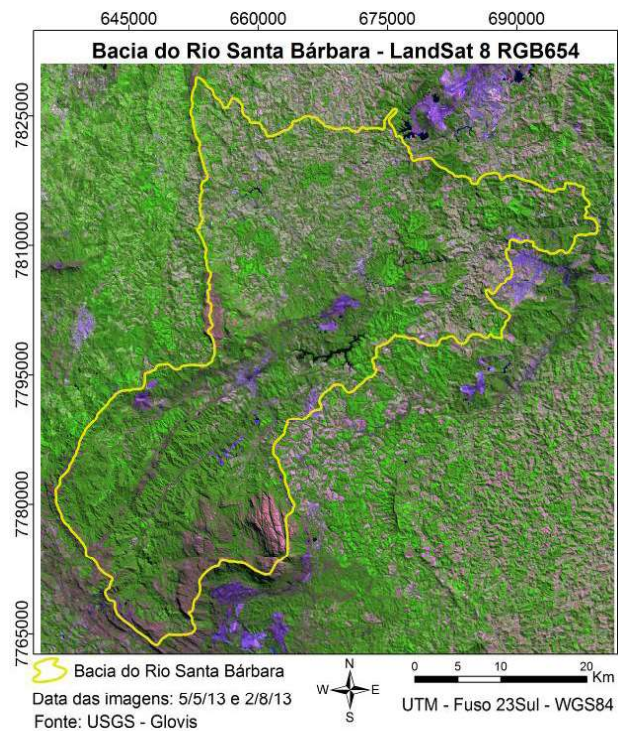 645000 660000 675000 690000
Bacia do Rio Santa Bárbara - LandSat 8 RGB654
7825000
7810000
7795000
7780000
7765000
Bacia do Rio Santa Bárbara
Data das imagens: 5/5/13 e 2/8/13
Fonte: USGS - Glovis
N
W E
S
0 5 10 20
Km
UTM - Fuso 23Sul - WGS84